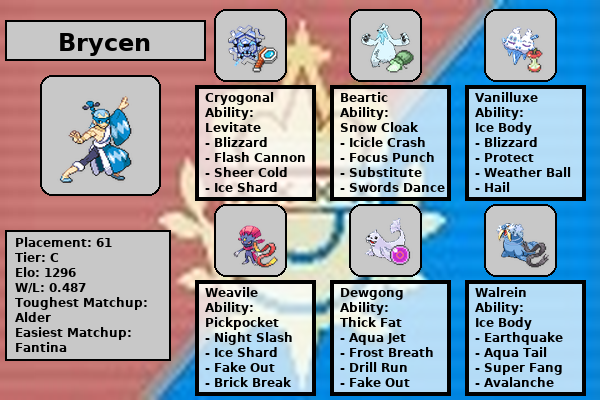 Brycen
Cryogonal
Ability:
Levitate
- Blizzard
- Flash Cannon
- Sheer Cold
- Ice Shard
Beartic
Ability:
Snow Cloak
- Icicle Crash
- Focus Punch
- Substitute
- Swords Dance
Vanilluxe
Ability:
Ice Body
- Blizzard
- Protect
- Weather Ball
- Hail
Placement: 61
Tier: C
Elo: 1296
W/L: 0.487
Toughest Matchup:
Alder
Easiest Matchup:
Fantina
Weavile
Ability:
Pickpocket
- Night Slash
- Ice Shard
- Fake Out
- Brick Break
Dewgong
Ability:
Thick Fat
- Aqua Jet
- Frost Breath
- Drill Run
- Fake Out
Walrein
Ability:
Ice Body
- Earthquake
- Aqua Tail
- Super Fang
- Avalanche